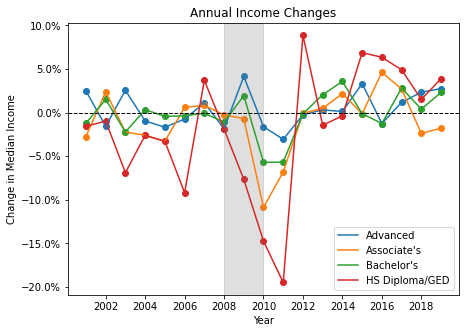 Annual Income Changes
10.0%
5.0%
0.0%
−5.0%
−10.0%
−15.0%
−20.0%
Change in Median Income
2002 2004 2006 2008 2010 2012 2014 2016 2018
Year
Advanced
Associate's
Bachelor's
HS Diploma/GED